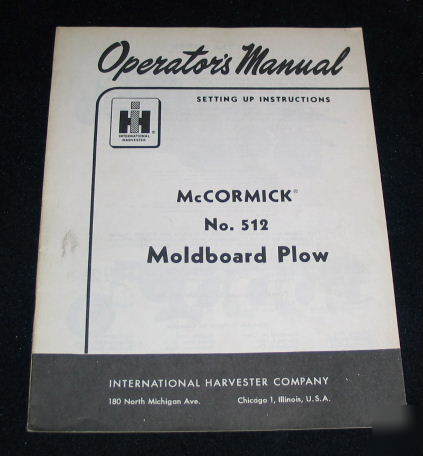 Operator's Manual
SETTING UP INSTRUCTIONS
IH
INTERNATIONAL
HARVESTER
®
McCORMICK®
No. 512
Moldboard Plow
INTERNATIONAL HARVESTER COMPANY
180 North Michigan Ave. Chicago 1, Illinois, U.S.A.